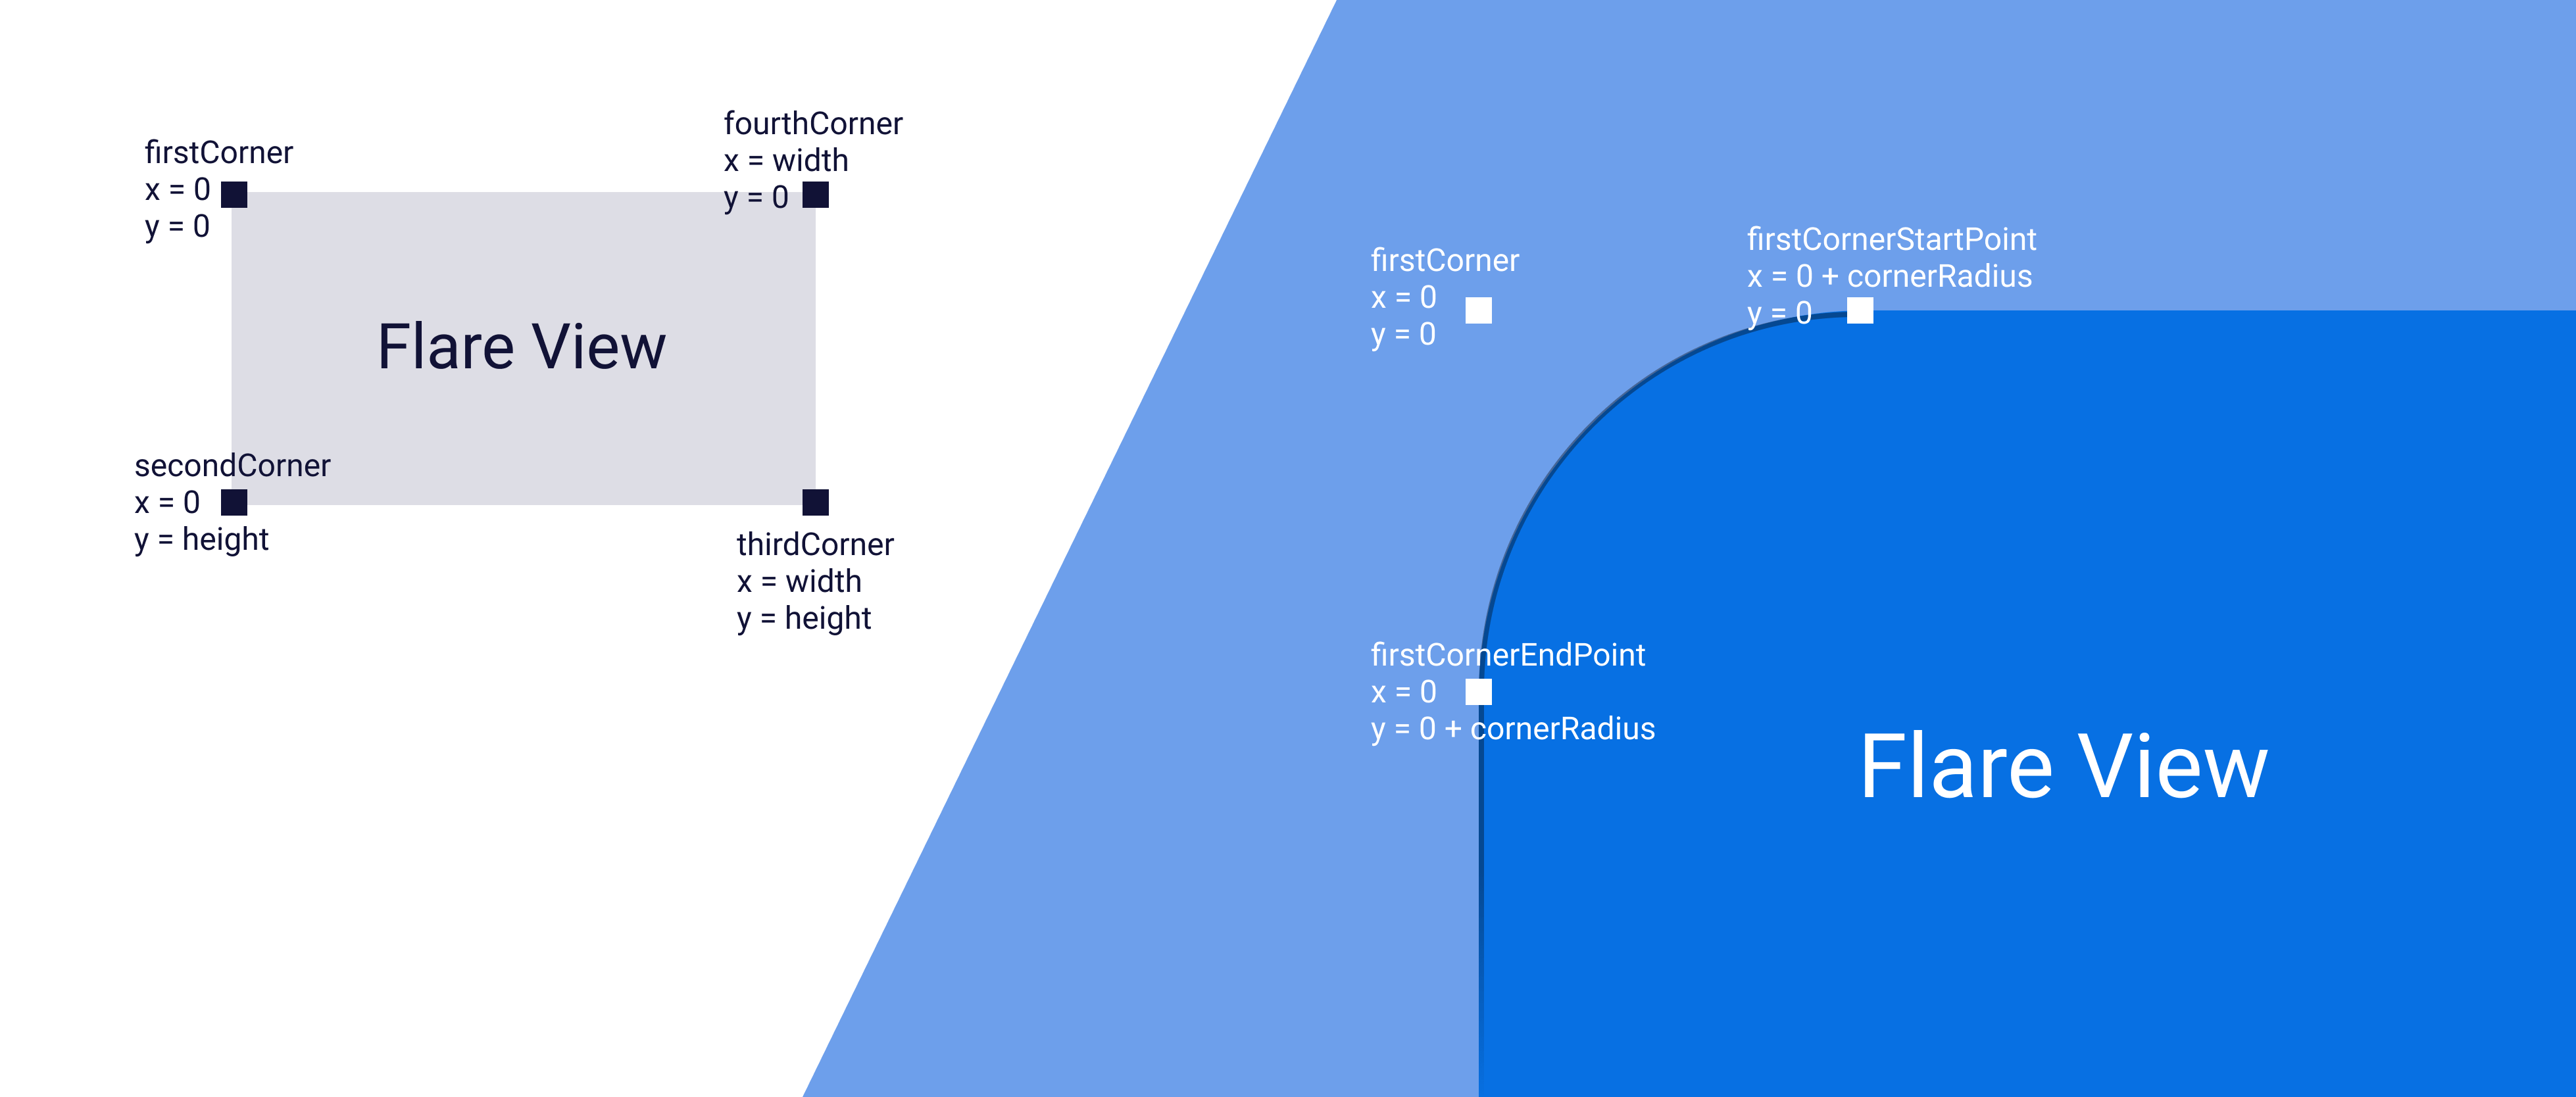 fourthCorner
x = width
y = 0
firstCorner
x = 0
y = 0
Flare View
secondCorner
x = 0
y = height
thirdCorner
x = width
y = height
firstCorner
x = 0
y = 0
firstCornerStartPoint
x = 0 + cornerRadius
y = 0
firstCornerEndPoint
x = 0
y = 0 + cornerRadius
Flare View